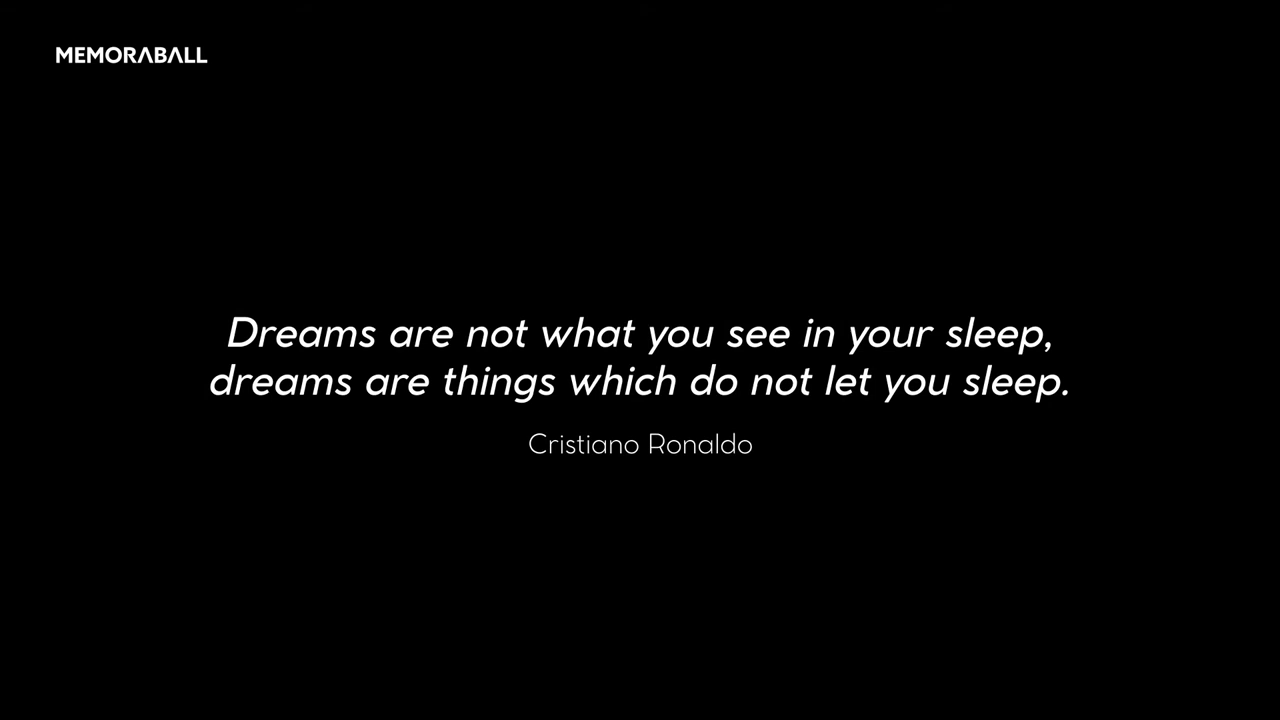 MEMORABALL
Dreams are not what you see in your sleep,
dreams are things which do not let you sleep.
Cristiano Ronaldo